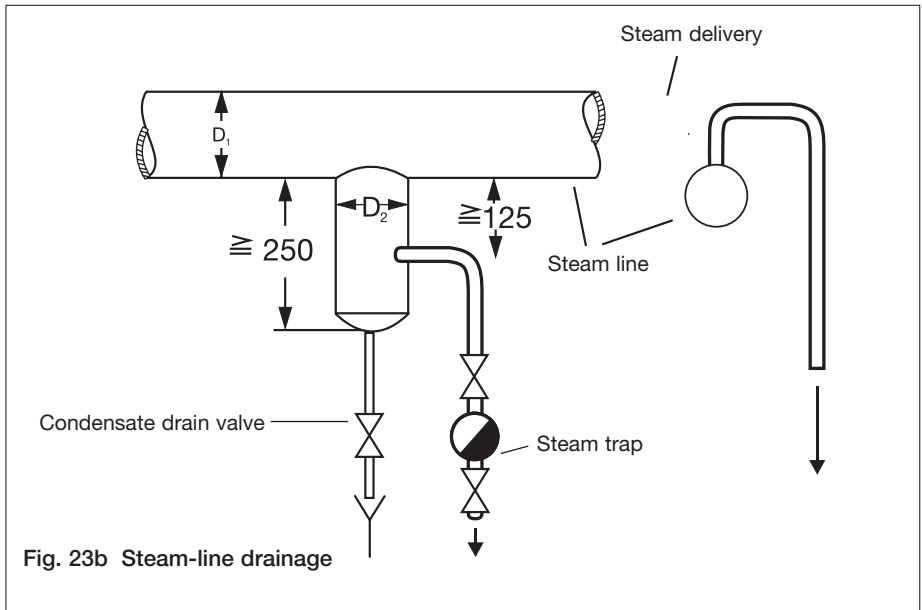 Steam delivery
D₁
D₂
≧ 125
≧ 250
Steam line
Condensate drain valve
Steam trap
Fig. 23b Steam-line drainage